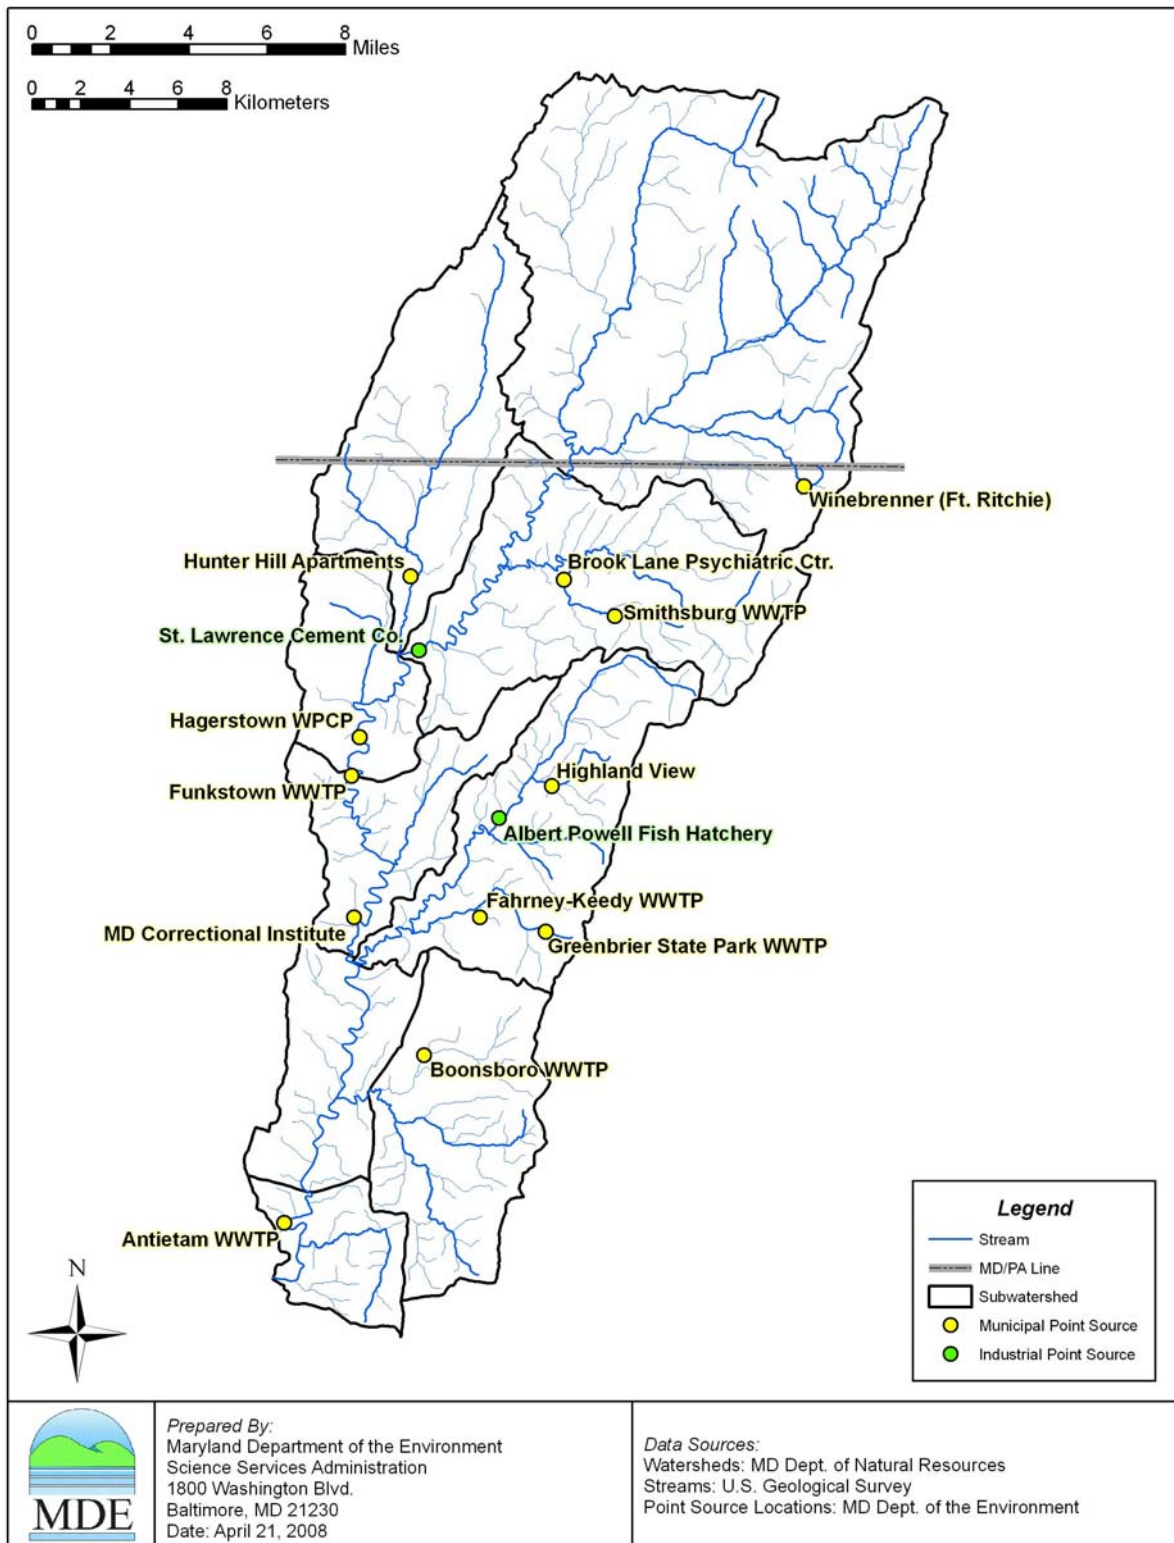 0 2 4 6 8 Miles
0 2 4 6 8 Kilometers
Winebrenner (Ft. Ritchie)
Hunter Hill Apartments
Brook Lane Psychiatric Ctr.
Smithsburg WWTP
St. Lawrence Cement Co.
Hagerstown WPCP
Highland View
Funkstown WWTP
Albert Powell Fish Hatchery
Fahrney-Keedy WWTP
MD Correctional Institute
Greenbrier State Park WWTP
Boonsboro WWTP
Antietam WWTP
N
Legend
Stream
MD/PA Line
Subwatershed
Municipal Point Source
Industrial Point Source
MDE
Prepared By:
Maryland Department of the Environment
Science Services Administration
1800 Washington Blvd.
Baltimore, MD 21230
Date: April 21, 2008
Data Sources:
Watersheds: MD Dept. of Natural Resources
Streams: U.S. Geological Survey
Point Source Locations: MD Dept. of the Environment